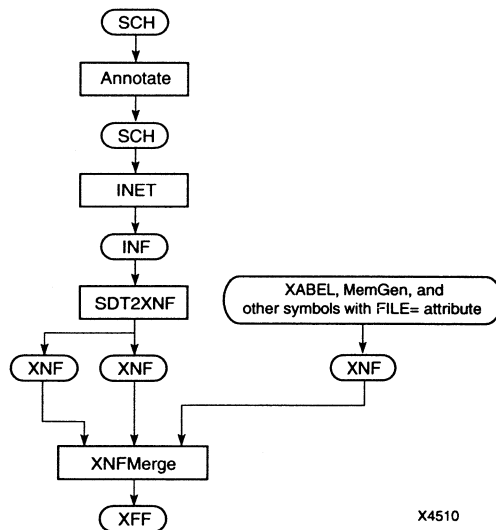 SCH
Annotate
SCH
INET
INF
SDT2XNF
XABEL, MemGen, and
other symbols with FILE= attribute
XNF
XNF
XNF
XNFMerge
XFF
X4510